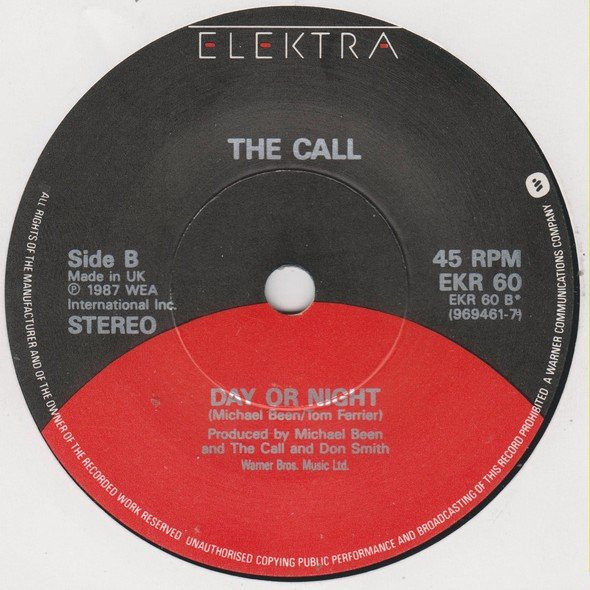 ELEKTRA
THE CALL
Side B
Made in UK
℗ 1987 WEA
International Inc.
STEREO
45 RPM
EKR 60
EKR 60 B*
(969461-7)
DAY OR NIGHT
(Michael Been/Tom Ferrier)
Produced by Michael Been
and The Call and Don Smith
Warner Bros. Music Ltd.
ALL RIGHTS OF THE MANUFACTURER AND OF THE OWNER OF THE RECORDED WORK RESERVED UNAUTHORISED COPYING PUBLIC PERFORMANCE AND BROADCASTING OF THIS RECORD PROHIBITED A WARNER COMMUNICATIONS COMPANY